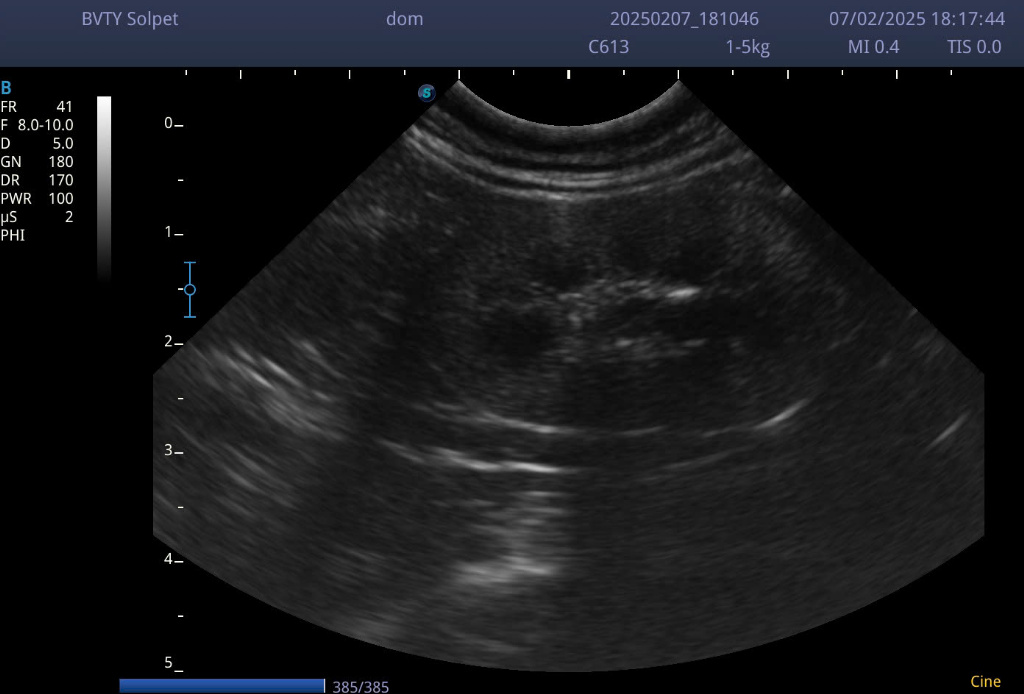 BVTY Solpet dom 20250207_181046 07/02/2025 18:17:44
C613 1-5kg MI 0.4 TIS 0.0
B
FR 41
F 8.0-10.0
D 5.0
GN 180
DR 170
PWR 100
µS 2
PHI
S
0
1
2
3
4
5
385/385
Cine